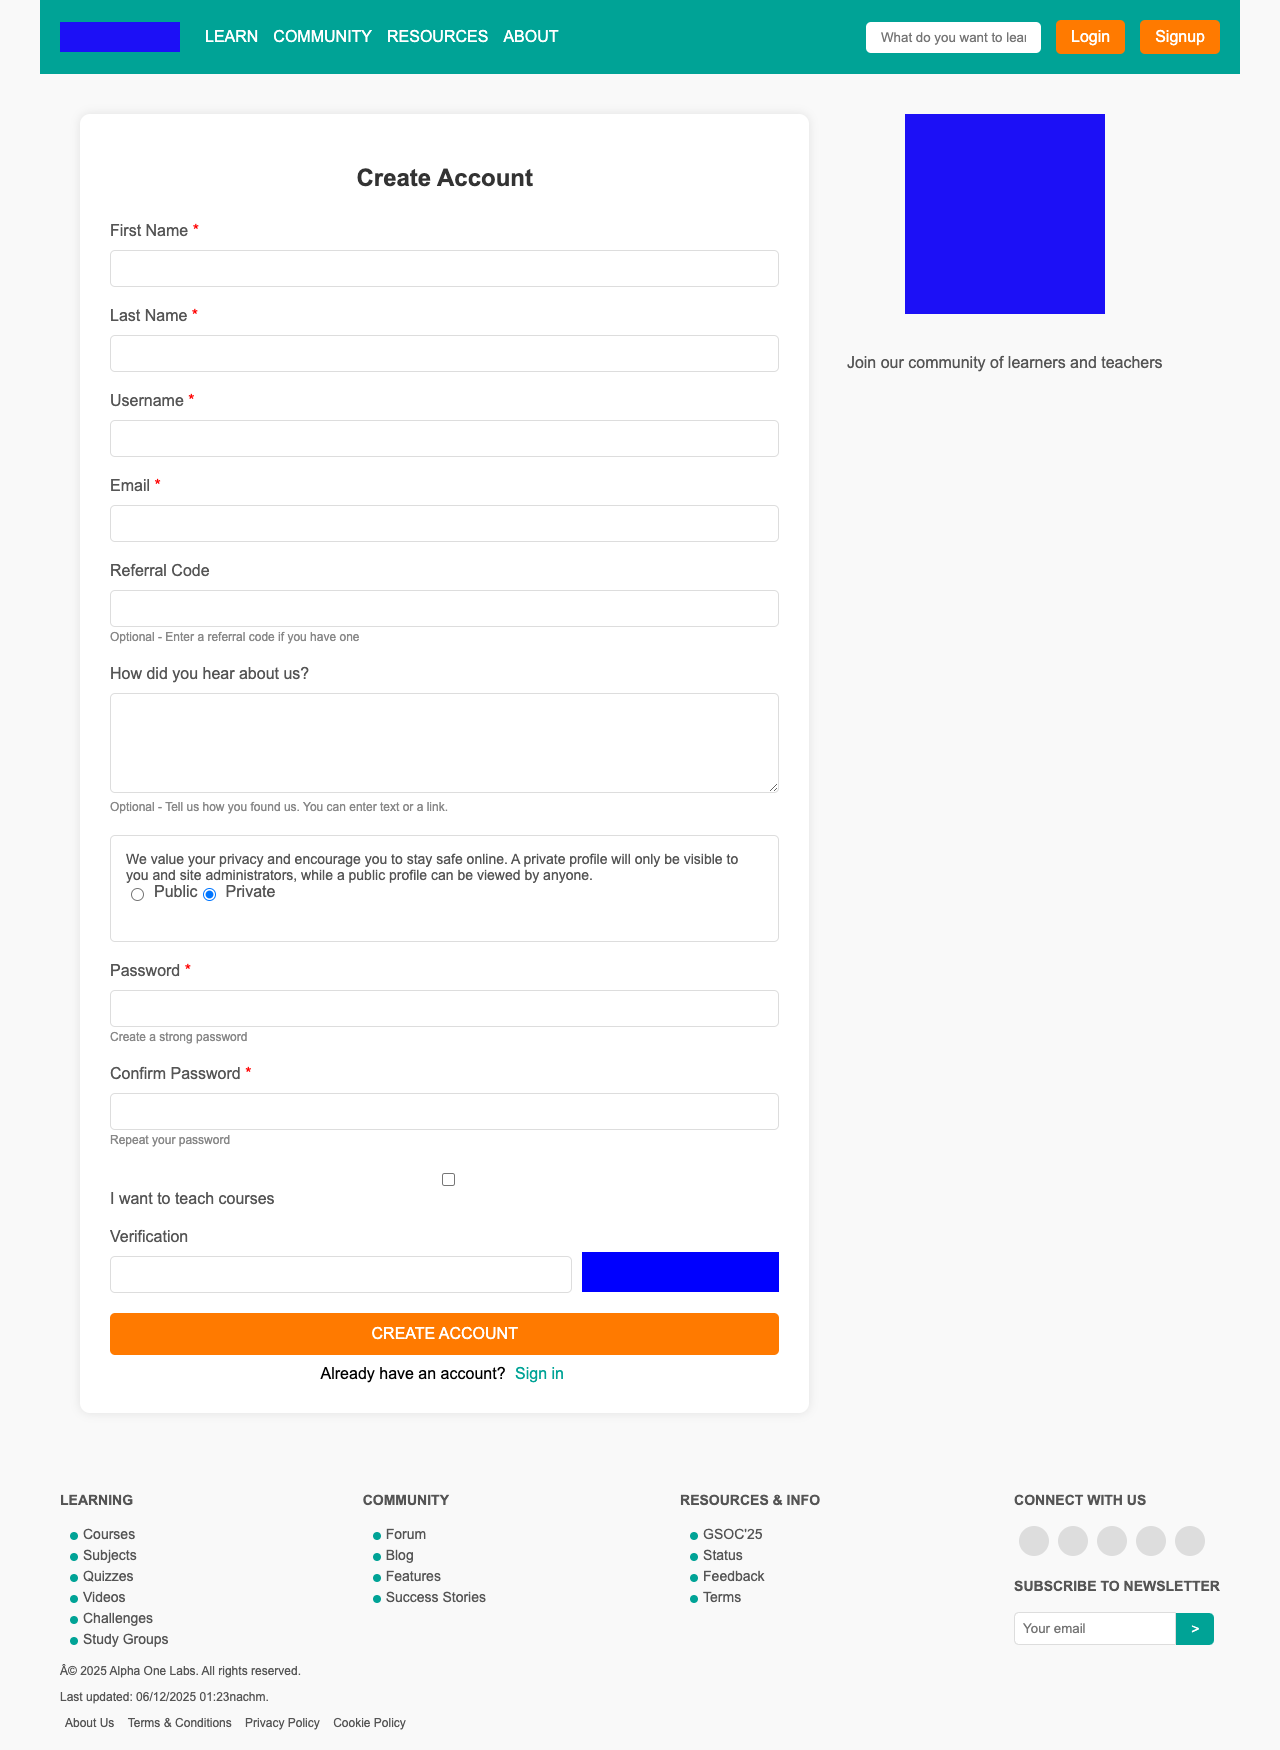 LEARN COMMUNITY RESOURCES ABOUT What do you want to lear Login Signup
Create Account
First Name *
Last Name *
Username *
Email *
Referral Code
Optional - Enter a referral code if you have one
How did you hear about us?
Optional - Tell us how you found us. You can enter text or a link.
We value your privacy and encourage you to stay safe online. A private profile will only be visible to
you and site administrators, while a public profile can be viewed by anyone.
Public Private
Password *
Create a strong password
Confirm Password *
Repeat your password
I want to teach courses
Verification
CREATE ACCOUNT
Already have an account? Sign in
Join our community of learners and teachers
LEARNING
Courses
Subjects
Quizzes
Videos
Challenges
Study Groups
COMMUNITY
Forum
Blog
Features
Success Stories
RESOURCES & INFO
GSOC'25
Status
Feedback
Terms
CONNECT WITH US
SUBSCRIBE TO NEWSLETTER
Your email >
Â© 2025 Alpha One Labs. All rights reserved.
Last updated: 06/12/2025 01:23nachm.
About Us Terms & Conditions Privacy Policy Cookie Policy